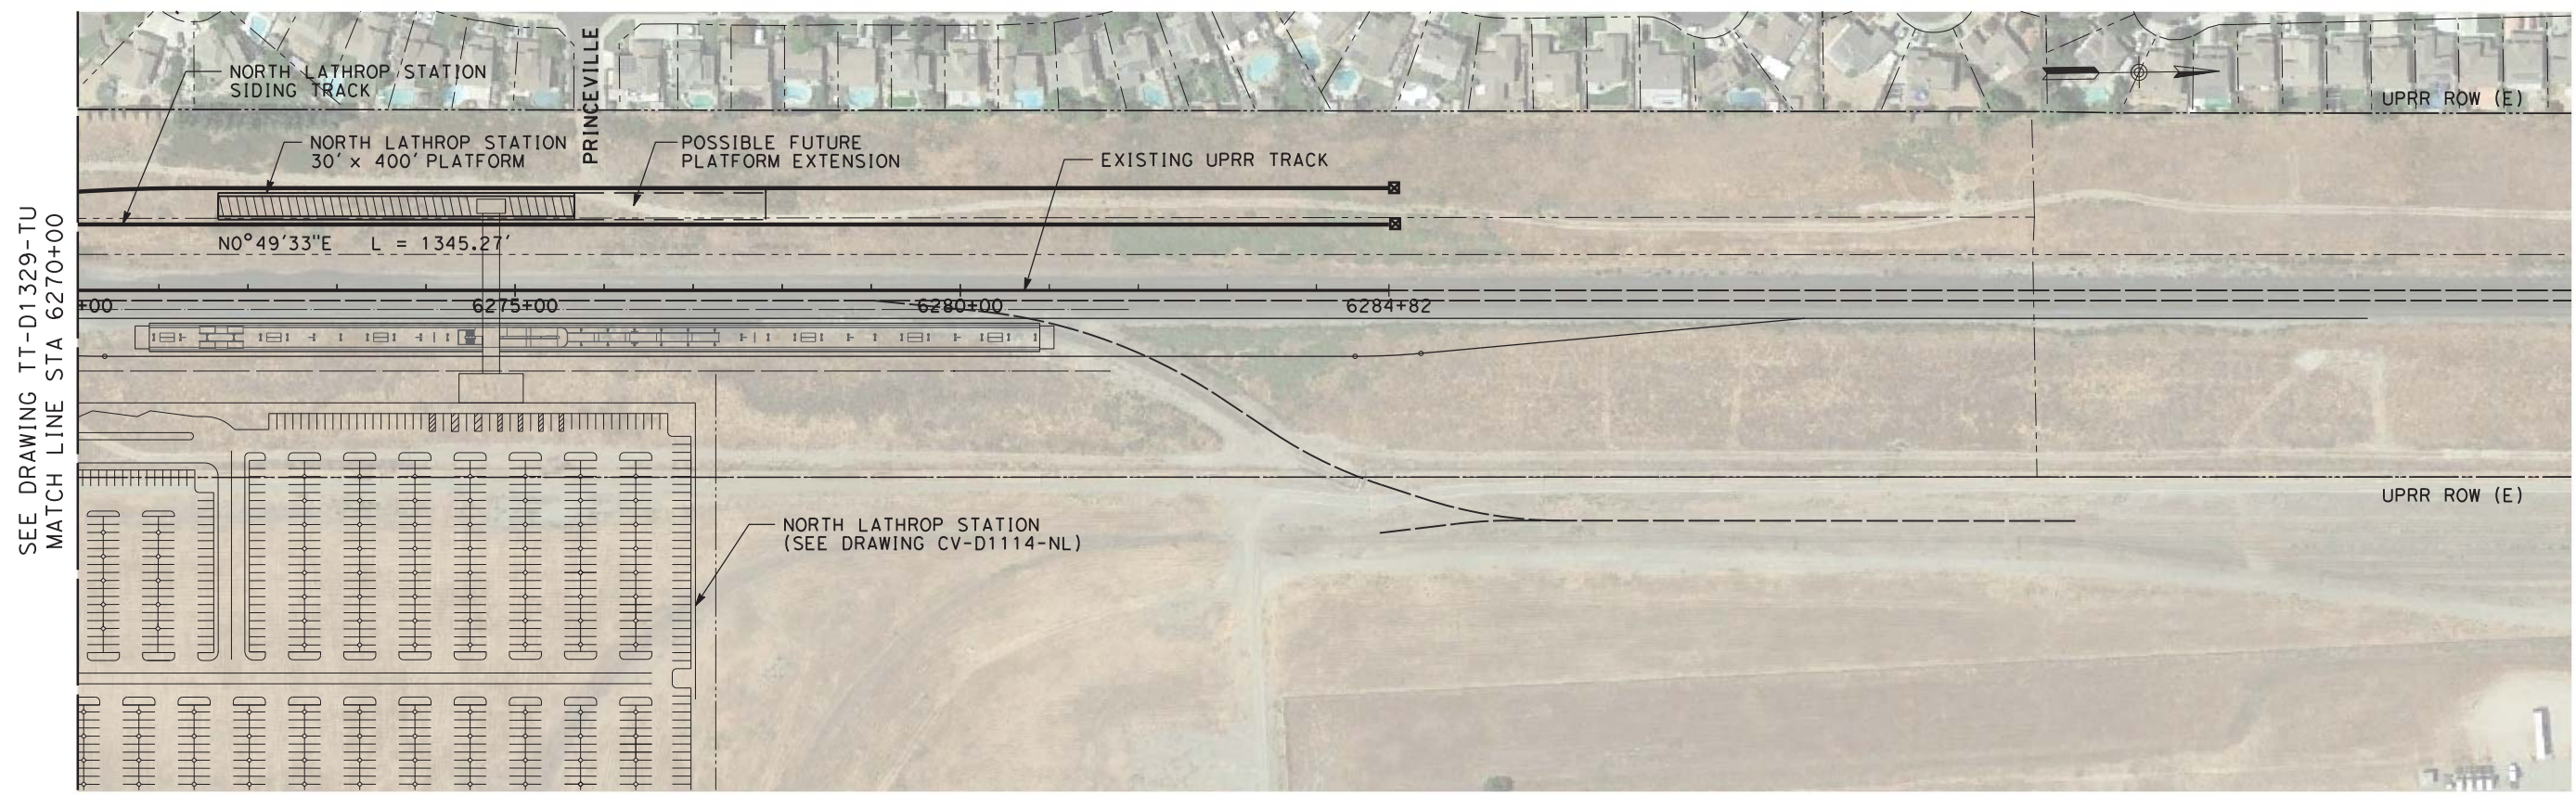 SEE DRAWING TT-D1329-TU
MATCH LINE STA 6270+00
NORTH LATHROP STATION
SIDING TRACK
PRINCEVILLE
UPRR ROW (E)
NORTH LATHROP STATION
30' x 400' PLATFORM
POSSIBLE FUTURE
PLATFORM EXTENSION
EXISTING UPRR TRACK
N0°49'33"E L = 1345.27'
+00
6275+00
6280+00
6284+82
UPRR ROW (E)
NORTH LATHROP STATION
(SEE DRAWING CV-D1114-NL)